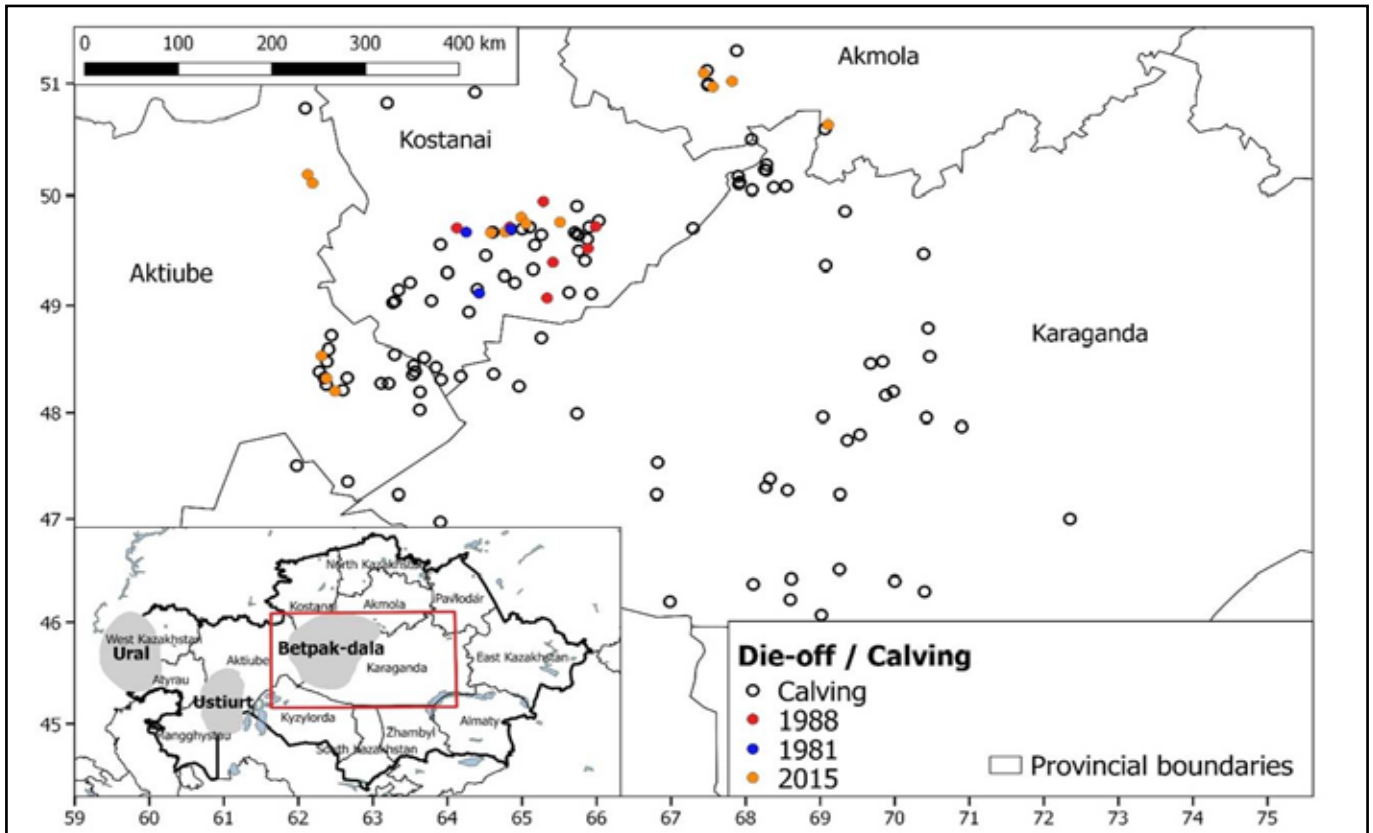 0 100 200 300 400 km
51
50
49
48
47
46
45
Akmola
Kostanai
Aktiube
Karaganda
North Kazakhstan
Kostanai
Akmola
Pavlodar
West Kazakhstan
Ural
Betpak-dala
Aktiube
Karaganda
East Kazakhstan
Atyrau
Ustiurt
Kyzylorda
Zhambyl
Almaty
Mangghystau
South Kazakhstan
Die-off / Calving
Calving
1988
1981
2015
Provincial boundaries
59 60 61 62 63 64 65 66 67 68 69 70 71 72 73 74 75